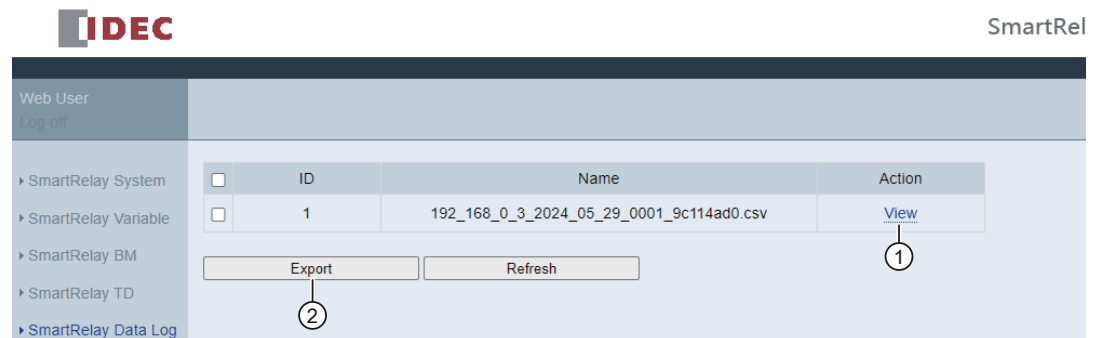 IDEC
SmartRel
Web User
Log off
SmartRelay System
SmartRelay Variable
SmartRelay BM
SmartRelay TD
SmartRelay Data Log
ID Name Action
1 192_168_0_3_2024_05_29_0001_9c114ad0.csv View
1
Export Refresh
2